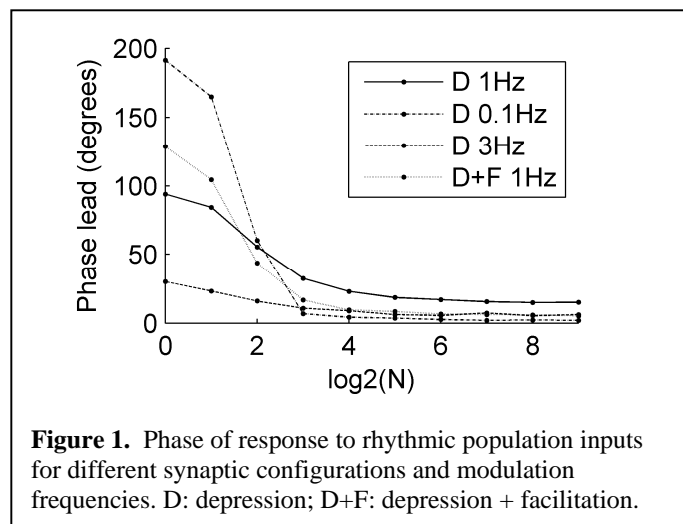 200
150
100
50
0
Phase lead (degrees)
0 2 4 6 8
log2(N)
D 1Hz
D 0.1Hz
D 3Hz
D+F 1Hz
Figure 1. Phase of response to rhythmic population inputs
for different synaptic configurations and modulation
frequencies. D: depression; D+F: depression + facilitation.